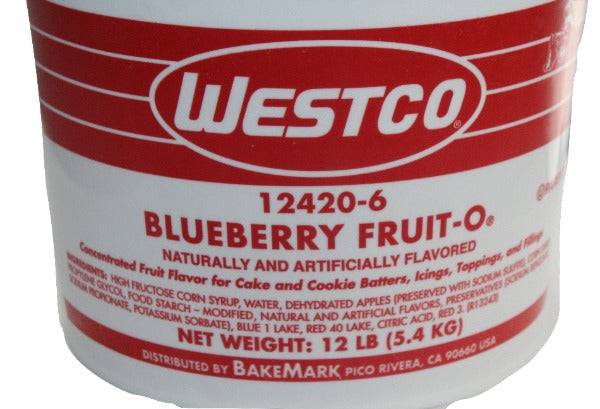 WESTCO®
12420-6
BLUEBERRY FRUIT-O®
NATURALLY AND ARTIFICIALLY FLAVORED
Concentrated Fruit Flavor for Cake and Cookie Batters, Icings, Toppings, and Fillings
INGREDIENTS: HIGH FRUCTOSE CORN SYRUP, WATER, DEHYDRATED APPLES (PRESERVED WITH SODIUM SULFITE), CORN
PROPYLENE GLYCOL, FOOD STARCH – MODIFIED, NATURAL AND ARTIFICIAL FLAVORS, PRESERVATIVES (SODIUM
SODIUM PROPIONATE, POTASSIUM SORBATE), BLUE 1 LAKE, RED 40 LAKE, CITRIC ACID, RED 3. (R13243)
NET WEIGHT: 12 LB (5.4 KG)
DISTRIBUTED BY BAKEMARK PICO RIVERA, CA 90660 USA